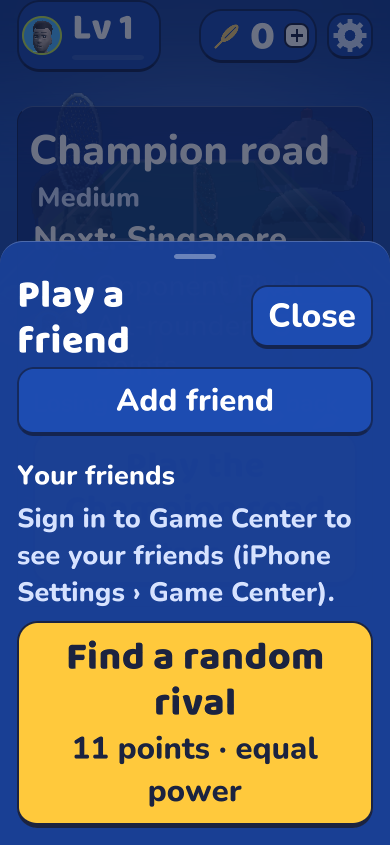 Lv 1
0
Champion road
Medium
Next: Singapore
Play a
friend
Close
Add friend
Your friends
Sign in to Game Center to
see your friends (iPhone
Settings › Game Center).
Find a random
rival
11 points · equal
power